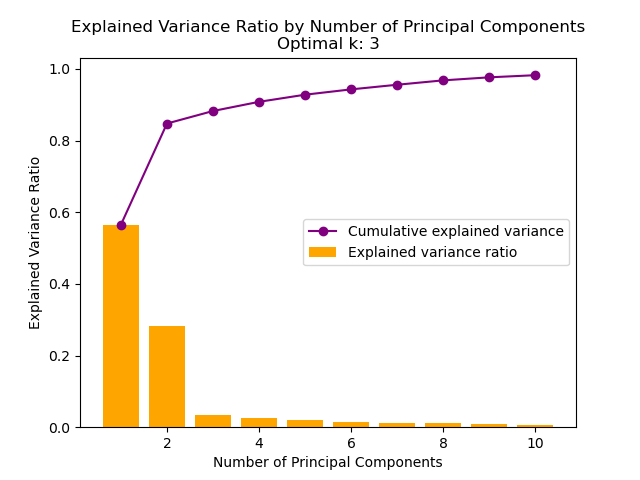 Explained Variance Ratio by Number of Principal Components
Optimal k: 3
1.0
0.8
0.6
0.4
0.2
0.0
Explained Variance Ratio
Cumulative explained variance
Explained variance ratio
2 4 6 8 10
Number of Principal Components